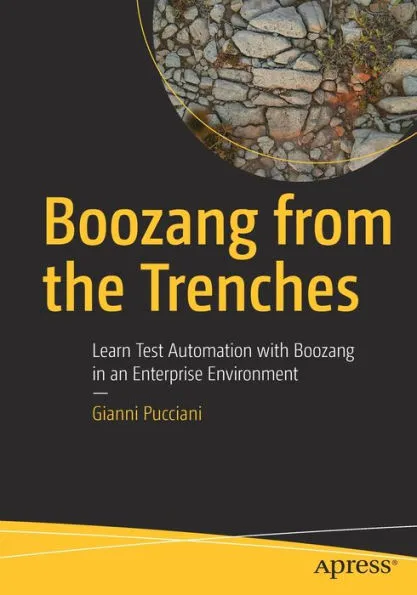 Boozang from
the Trenches
Learn Test Automation with Boozang
in an Enterprise Environment
—
Gianni Pucciani
Apress®